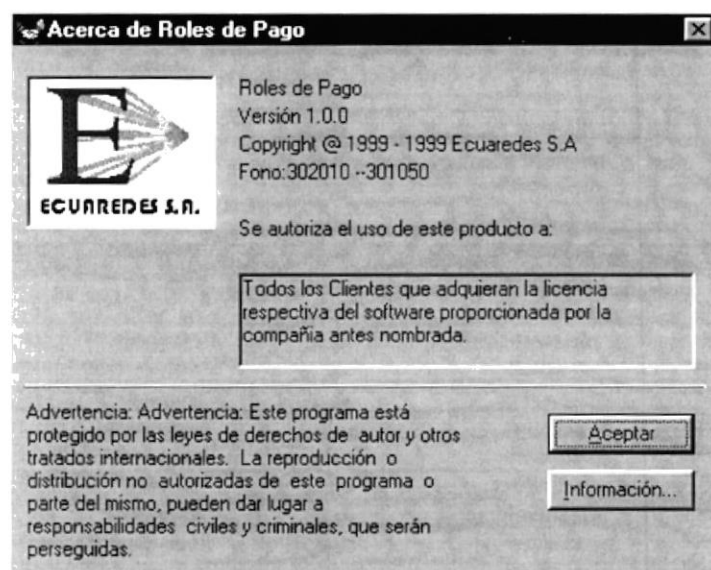 Acerca de Roles de Pago
E
ECUAREDES S.A.
Roles de Pago
Versión 1.0.0
Copyright @ 1999 - 1999 Ecuaredes S.A
Fono:302010 --301050
Se autoriza el uso de este producto a:
Todos los Clientes que adquieran la licencia
respectiva del software proporcionada por la
compañia antes nombrada.
Advertencia: Advertencia: Este programa está
protegido por las leyes de derechos de autor y otros
tratados internacionales. La reproducción o
distribución no autorizadas de este programa o
parte del mismo, pueden dar lugar a
responsabilidades civiles y criminales, que serán
perseguidas.
Aceptar
Información...